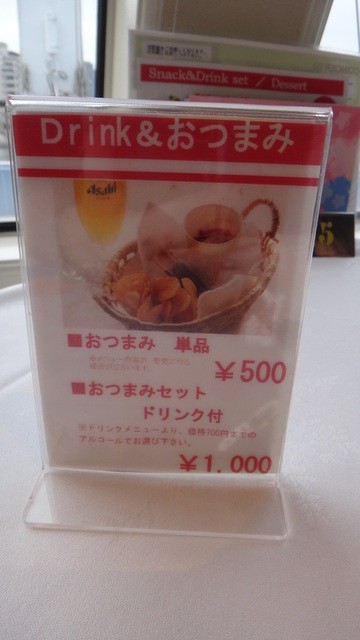 Snack&Drink set / Dessert
Drink&おつまみ
Asahi
■おつまみ 単品
¥500
■おつまみセット
ドリンク付
※ドリンクメニューより、価格700円までの
アルコールでお選び下さい。
¥1,000
5